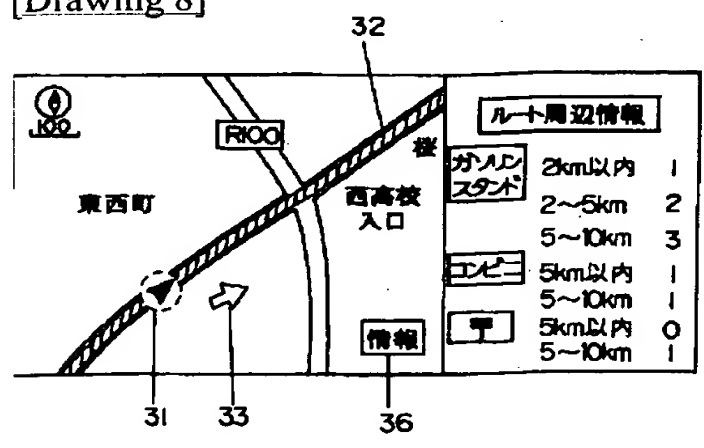 [Drawing 8]
32
100
R100
桜
東西町
西高校
入口
情報
31
33
36
ルート周辺情報
ガソリン
スタンド
2km以内 1
2～5km 2
5～10km 3
コンビニ
5km以内 1
5～10km 1
〒
5km以内 0
5～10km 1